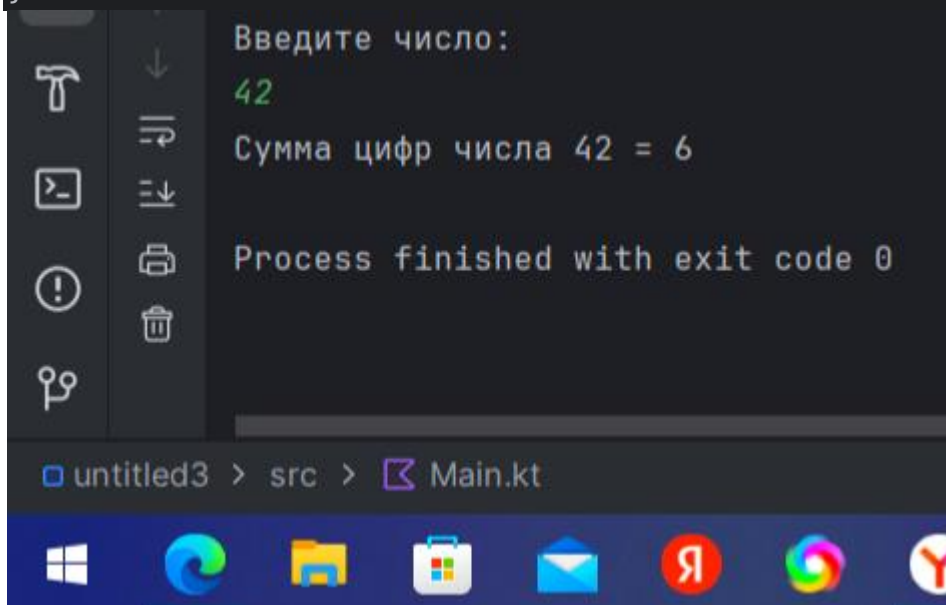 Введите число:
42
Сумма цифр числа 42 = 6
Process finished with exit code 0
untitled3 > src > Main.kt
Я
Y